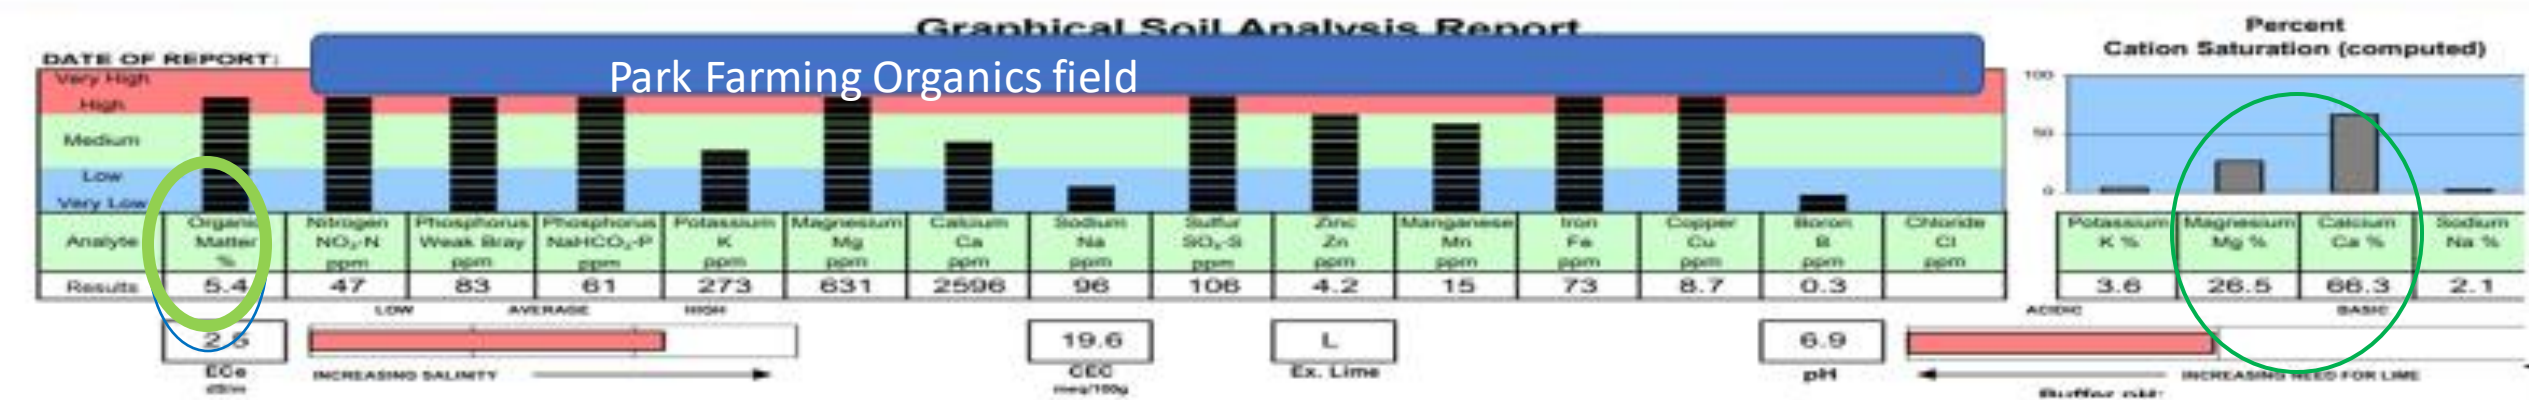 Graphical Soil Analysis Report
Percent
Cation Saturation (computed)
DATE OF REPORT:
Park Farming Organics field
Very High
High
Medium
Low
Very Low
100
50
0
Analyte
Organic Matter %
Nitrogen NO₃-N ppm
Phosphorus Weak Bray ppm
Phosphorus NaHCO₃-P ppm
Potassium K ppm
Magnesium Mg ppm
Calcium Ca ppm
Sodium Na ppm
Sulfur SO₄-S ppm
Zinc Zn ppm
Manganese Mn ppm
Iron Fe ppm
Copper Cu ppm
Boron B ppm
Chloride Cl ppm
Potassium K %
Magnesium Mg %
Calcium Ca %
Sodium Na %
Results 5.4 47 83 61 273 631 2596 96 106 4.2 15 73 8.7 0.3
3.6 26.5 66.3 2.1
LOW AVERAGE HIGH
ACIDIC BASIC
2.5
ECe
dS/m
INCREASING SALINITY
19.6
CEC
meq/100g
L
Ex. Lime
6.9
pH
INCREASING NEED FOR LIME
Buffer pH: